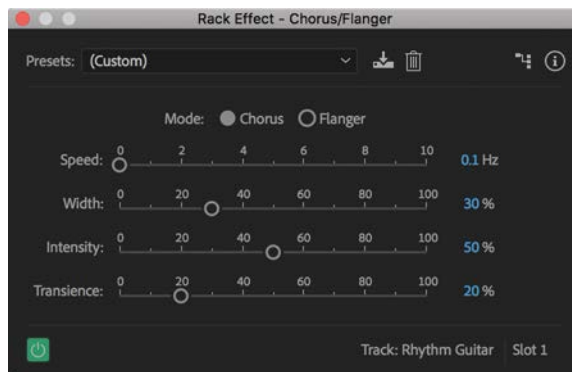 Rack Effect - Chorus/Flanger
Presets: (Custom)
Mode: Chorus Flanger
0 2 4 6 8 10
Speed: 0.1 Hz
0 20 40 60 80 100
Width: 30 %
0 20 40 60 80 100
Intensity: 50 %
0 20 40 60 80 100
Transience: 20 %
Track: Rhythm Guitar Slot 1